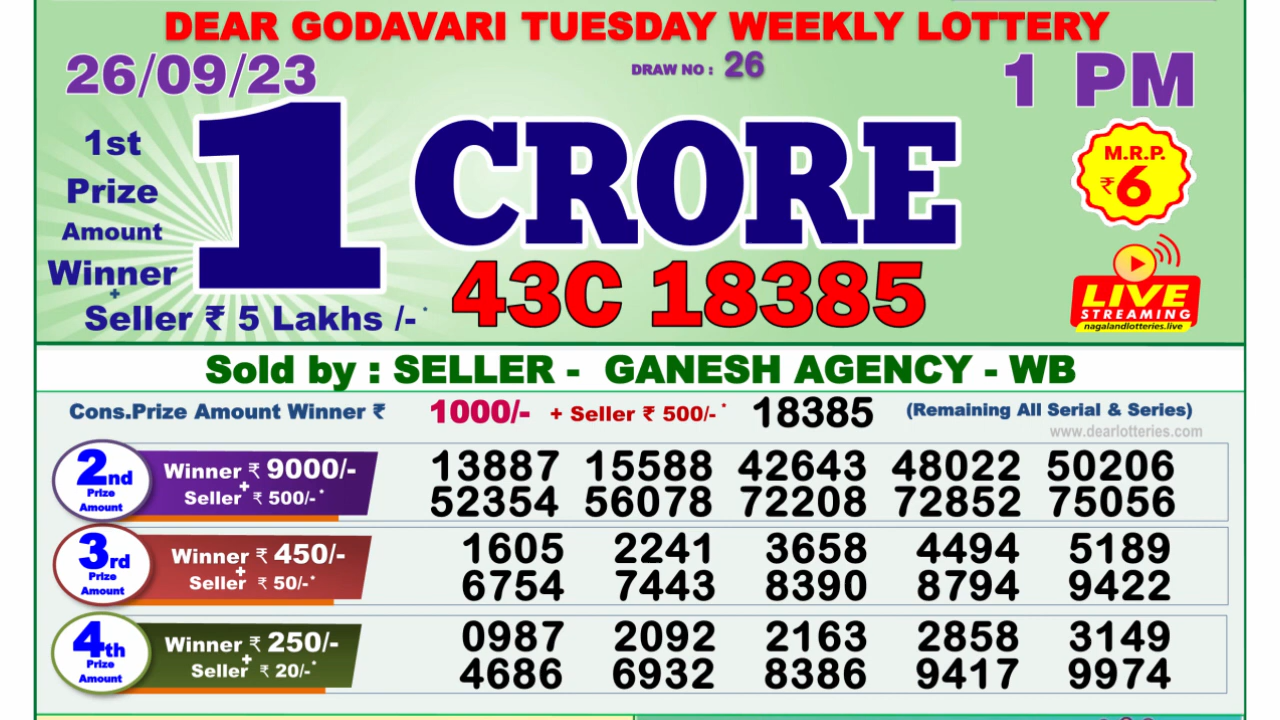 DEAR GODAVARI TUESDAY WEEKLY LOTTERY
26/09/23
DRAW NO : 26
1 PM
1st
Prize
Amount
Winner
+
Seller ₹ 5 Lakhs /- *
1 CRORE
43C 18385
M.R.P.
₹6
LIVE
STREAMING
nagalandlotteries.live
Sold by : SELLER - GANESH AGENCY - WB
Cons.Prize Amount Winner ₹ 1000/- + Seller ₹ 500/- * 18385 (Remaining All Serial & Series)
www.dearlotteries.com
2nd
Prize
Amount
Winner ₹ 9000/-
+
Seller ₹ 500/- *
13887 15588 42643 48022 50206
52354 56078 72208 72852 75056
3rd
Prize
Amount
Winner ₹ 450/-
+
Seller ₹ 50/- *
1605 2241 3658 4494 5189
6754 7443 8390 8794 9422
4th
Prize
Amount
Winner ₹ 250/-
+
Seller ₹ 20/- *
0987 2092 2163 2858 3149
4686 6932 8386 9417 9974